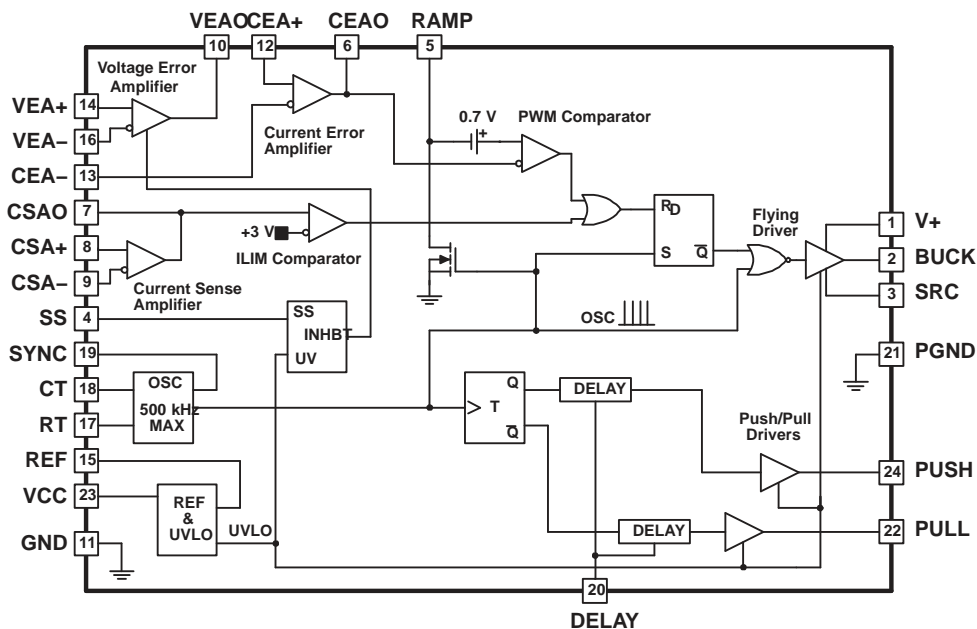 VEAO CEA+ CEAO RAMP
10 12 6 5
Voltage Error
Amplifier
VEA+ 14
VEA− 16
CEA− 13
Current Error
Amplifier
0.7 V +
PWM Comparator
CSAO 7
CSA+ 8
CSA− 9
+3 V
ILIM Comparator
Current Sense
Amplifier
RD
S Q
Flying
Driver
1 V+
2 BUCK
3 SRC
SS 4
SS
INHBT
UV
OSC
21 PGND
SYNC 19
CT 18
RT 17
OSC
500 kHz
MAX
T
Q
Q
DELAY
Push/Pull
Drivers
REF 15
VCC 23
GND 11
REF
&
UVLO
UVLO
DELAY
24 PUSH
22 PULL
20
DELAY